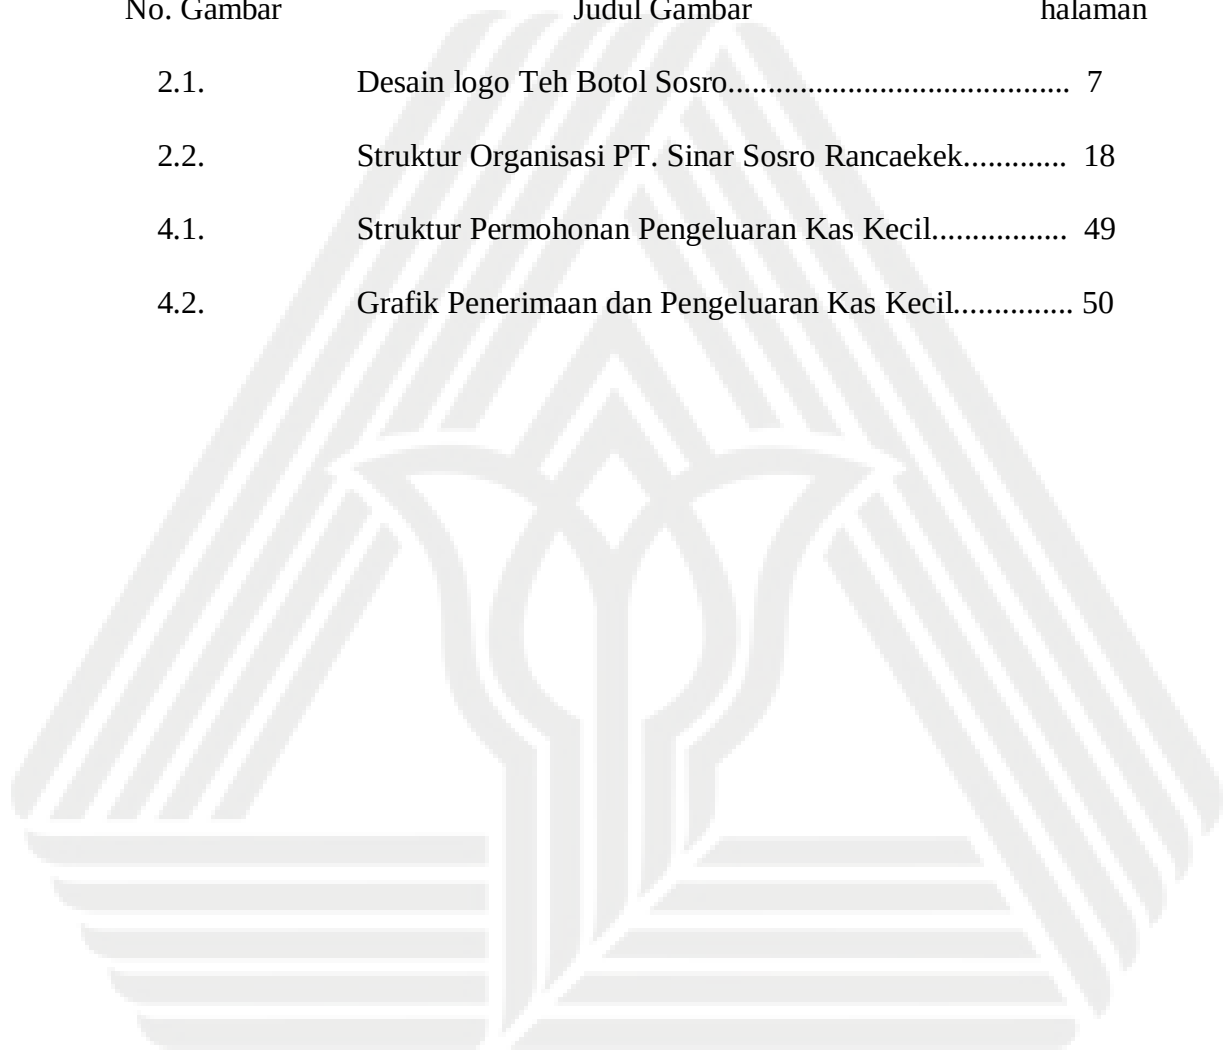 No. Gambar Judul Gambar halaman
2.1. Desain logo Teh Botol Sosro.......................................... 7
2.2. Struktur Organisasi PT. Sinar Sosro Rancaekek............. 18
4.1. Struktur Permohonan Pengeluaran Kas Kecil................. 49
4.2. Grafik Penerimaan dan Pengeluaran Kas Kecil............... 50